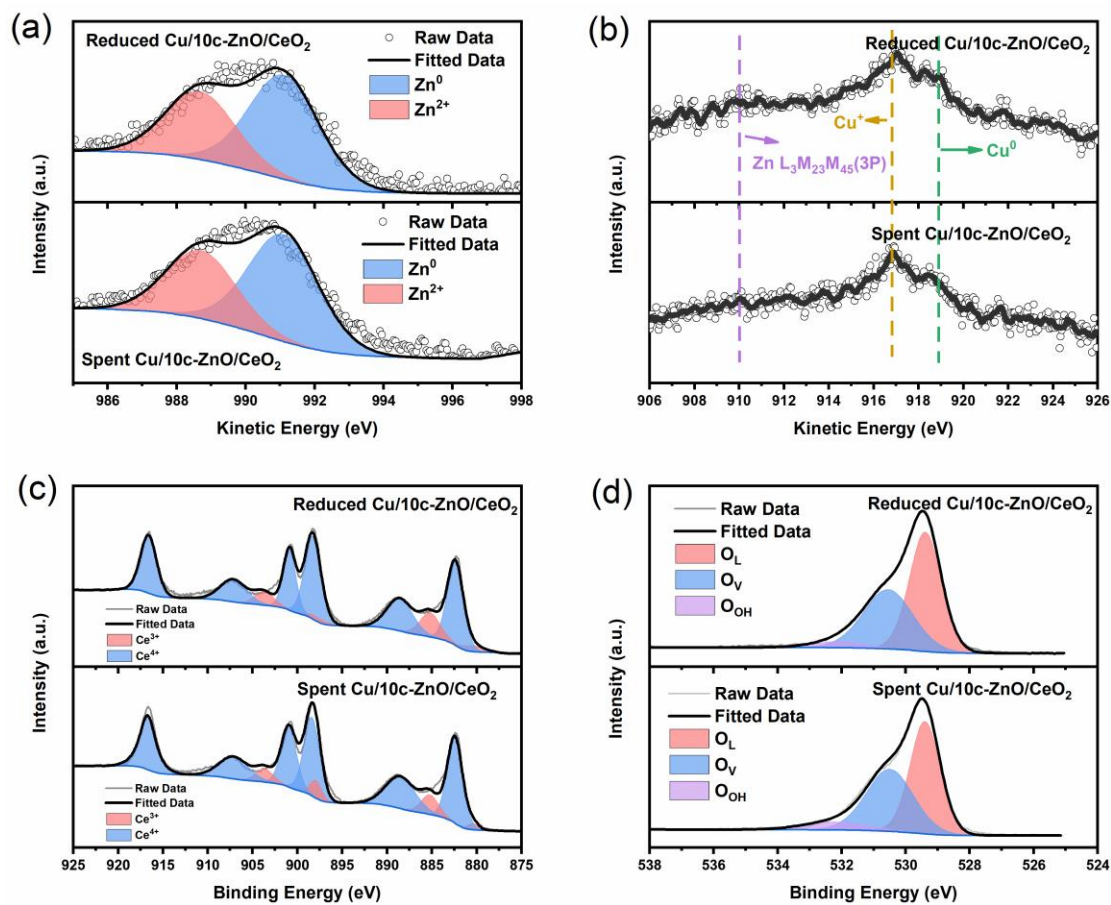 (a)
Reduced Cu/10c-ZnO/CeO₂
Raw Data
Fitted Data
Zn⁰
Zn²⁺
Raw Data
Fitted Data
Zn⁰
Zn²⁺
Spent Cu/10c-ZnO/CeO₂
Intensity (a.u.)
986 988 990 992 994 996 998
Kinetic Energy (eV)
(b)
Reduced Cu/10c-ZnO/CeO₂
Cu⁺
Cu⁰
Zn L₃M₂₃M₄₅(3P)
Spent Cu/10c-ZnO/CeO₂
Intensity (a.u.)
906 908 910 912 914 916 918 920 922 924 926
Kinetic Energy (eV)
(c)
Reduced Cu/10c-ZnO/CeO₂
Raw Data
Fitted Data
Ce³⁺
Ce⁴⁺
Spent Cu/10c-ZnO/CeO₂
Raw Data
Fitted Data
Ce³⁺
Ce⁴⁺
Intensity (a.u.)
925 920 915 910 905 900 895 890 885 880 875
Binding Energy (eV)
(d)
Reduced Cu/10c-ZnO/CeO₂
Raw Data
Fitted Data
O_L
O_V
O_OH
Spent Cu/10c-ZnO/CeO₂
Raw Data
Fitted Data
O_L
O_V
O_OH
Intensity (a.u.)
538 536 534 532 530 528 526 524
Binding Energy (eV)